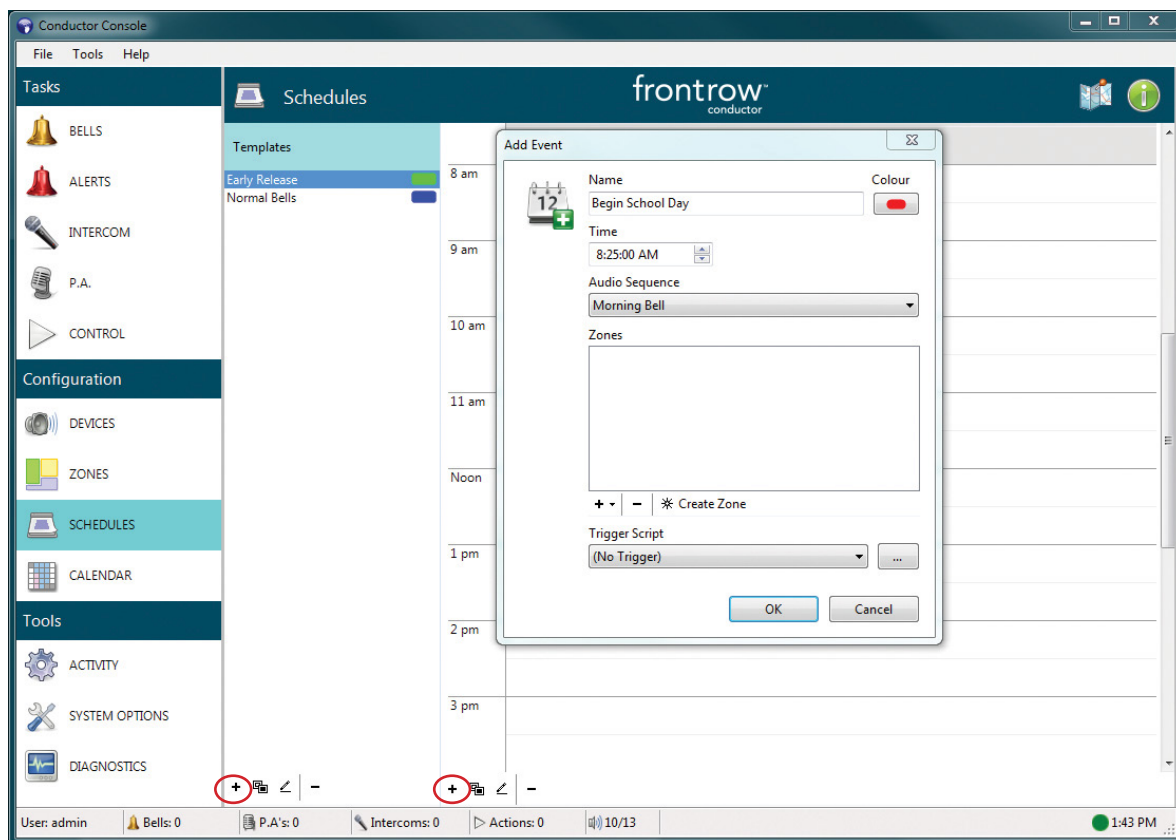 Conductor Console
File Tools Help
Tasks
BELLS
ALERTS
INTERCOM
P.A.
CONTROL
Configuration
DEVICES
ZONES
SCHEDULES
CALENDAR
Tools
ACTIVITY
SYSTEM OPTIONS
DIAGNOSTICS
Schedules
frontrow™
conductor
Templates
Early Release
Normal Bells
8 am
9 am
10 am
11 am
Noon
1 pm
2 pm
3 pm
Add Event
12
Name
Colour
Begin School Day
Time
8:25:00 AM
Audio Sequence
Morning Bell
Zones
+ - Create Zone
Trigger Script
(No Trigger) ...
OK Cancel
+ -
+ -
User: admin Bells: 0 P.A's: 0 Intercoms: 0 Actions: 0 10/13 1:43 PM